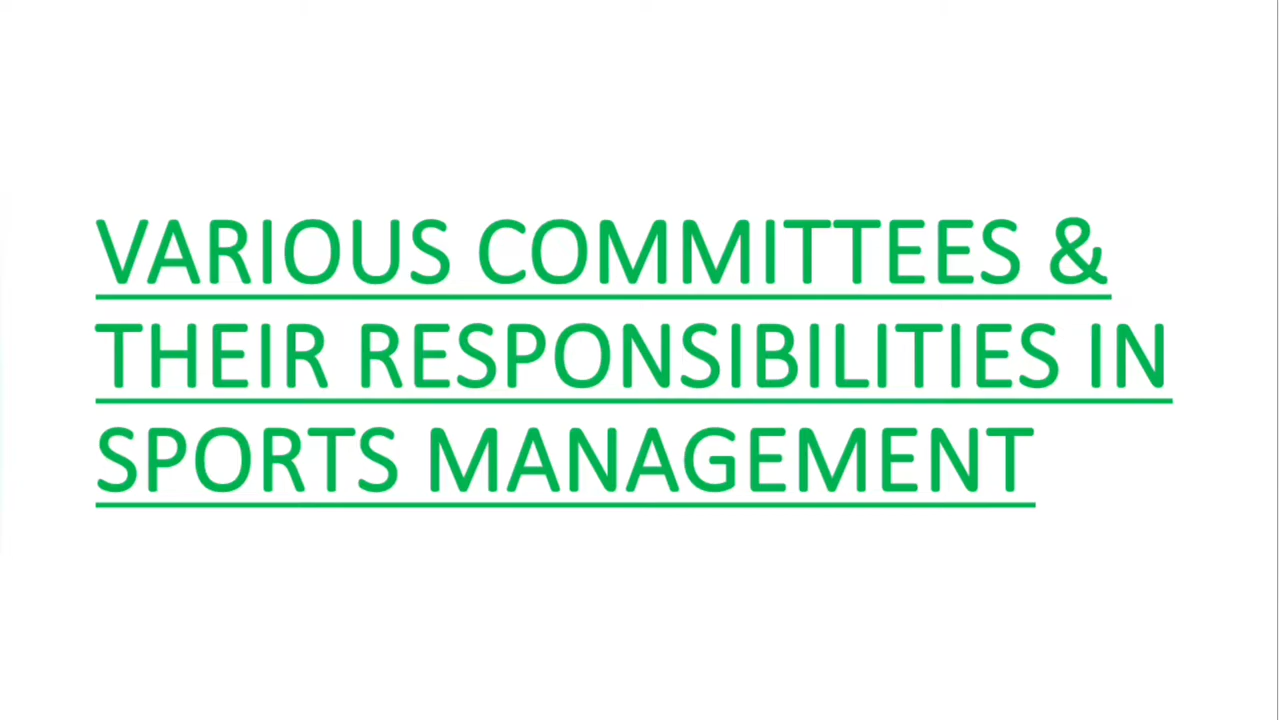 VARIOUS COMMITTEES &
THEIR RESPONSIBILITIES IN
SPORTS MANAGEMENT